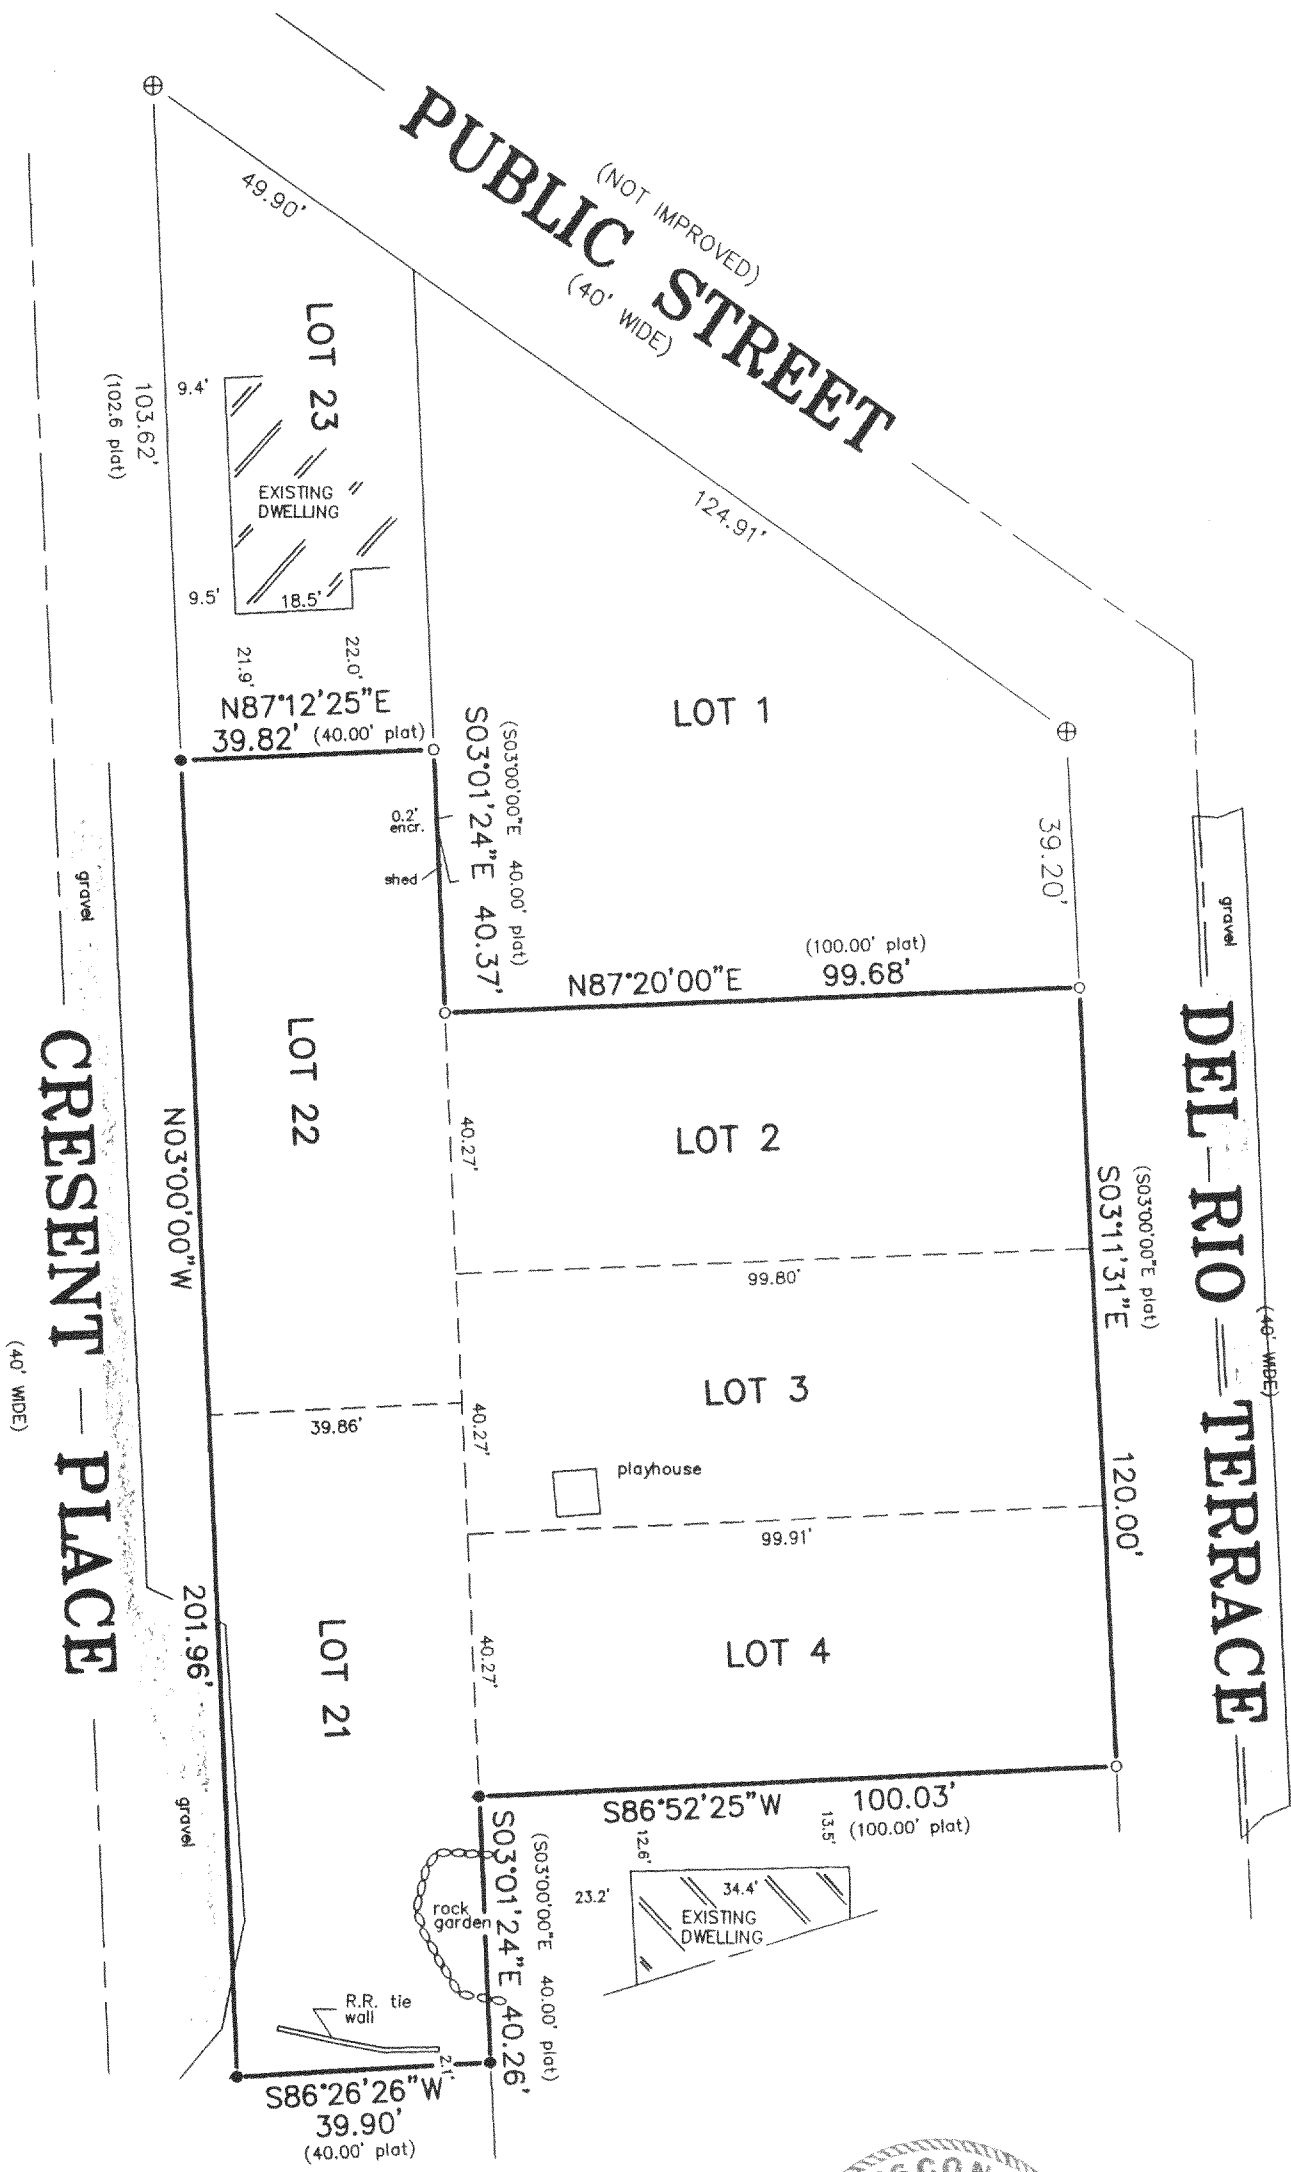 PUBLIC STREET
(NOT IMPROVED)
(40' WIDE)
49.90'
124.91'
LOT 23
103.62'
(102.6 plat)
9.4'
EXISTING
DWELLING
9.5'
18.5'
21.9'
22.0'
N87°12'25"E
39.82' (40.00' plat)
LOT 1
39.20'
(S03°00'00"E 40.00' plat)
S03°01'24"E 40.37'
0.2'
encr.
shed
gravel
gravel
(100.00' plat)
N87°20'00"E 99.68'
LOT 22
N03°00'00"W
201.96'
CRESENT PLACE
(40' WIDE)
40.27'
LOT 2
99.80'
DEL RIO TERRACE
(40' WIDE)
(S03°00'00"E plat)
S03°11'31"E
120.00'
39.86'
40.27'
LOT 3
playhouse
99.91'
LOT 21
40.27'
LOT 4
gravel
S86°52'25"W 100.03'
(100.00' plat)
12.6'
13.5'
(S03°00'00"E 40.00' plat)
S03°01'24"E 40.26'
rock
garden
23.2'
34.4'
EXISTING
DWELLING
R.R. tie
wall
2.1'
S86°26'26"W
39.90'
(40.00' plat)